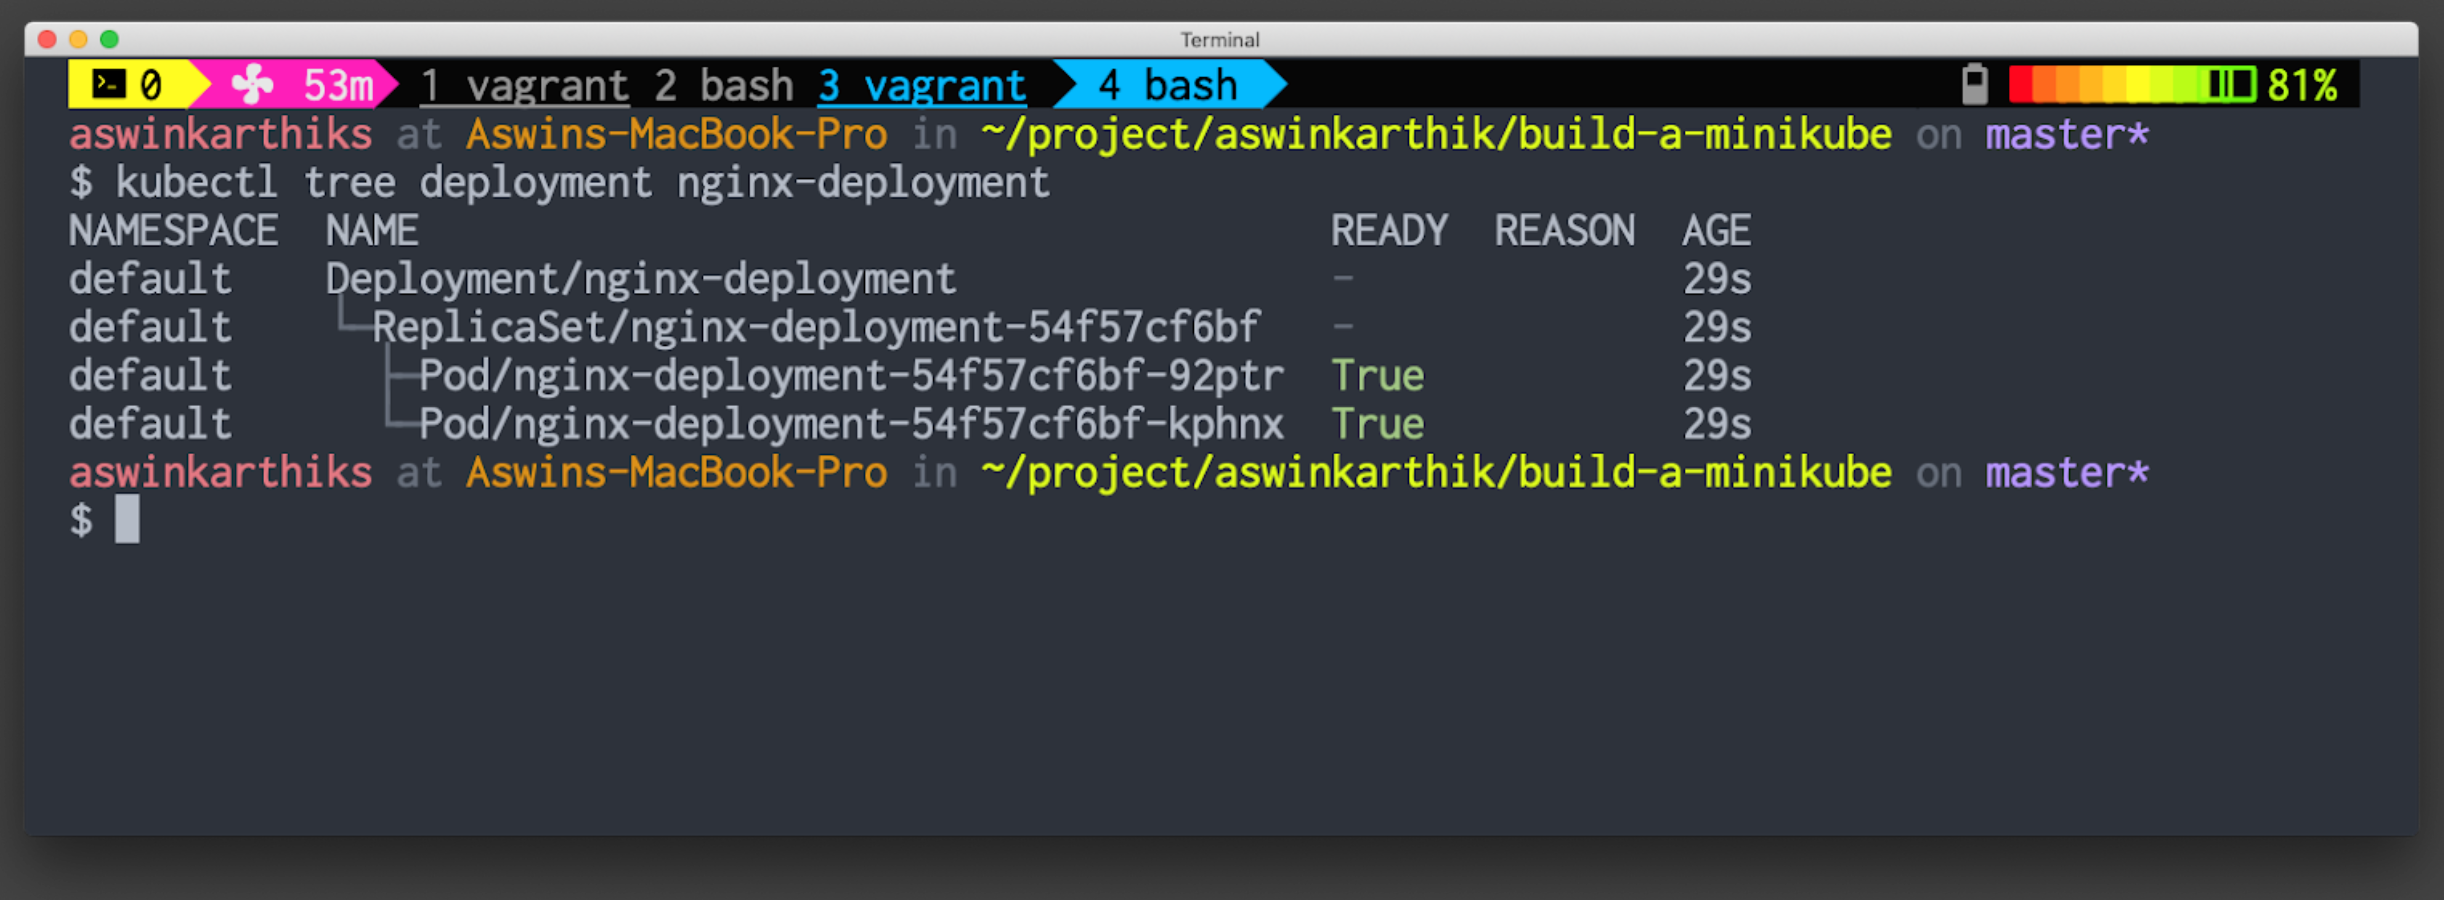 Terminal
0 53m 1 vagrant 2 bash 3 vagrant 4 bash 81%
aswinkarthiks at Aswins-MacBook-Pro in ~/project/aswinkarthik/build-a-minikube on master*
$ kubectl tree deployment nginx-deployment
NAMESPACE  NAME                                       READY  REASON  AGE
default    Deployment/nginx-deployment                -              29s
default    └─ReplicaSet/nginx-deployment-54f57cf6bf   -              29s
default      ├─Pod/nginx-deployment-54f57cf6bf-92ptr  True           29s
default      └─Pod/nginx-deployment-54f57cf6bf-kphnx  True           29s
aswinkarthiks at Aswins-MacBook-Pro in ~/project/aswinkarthik/build-a-minikube on master*
$